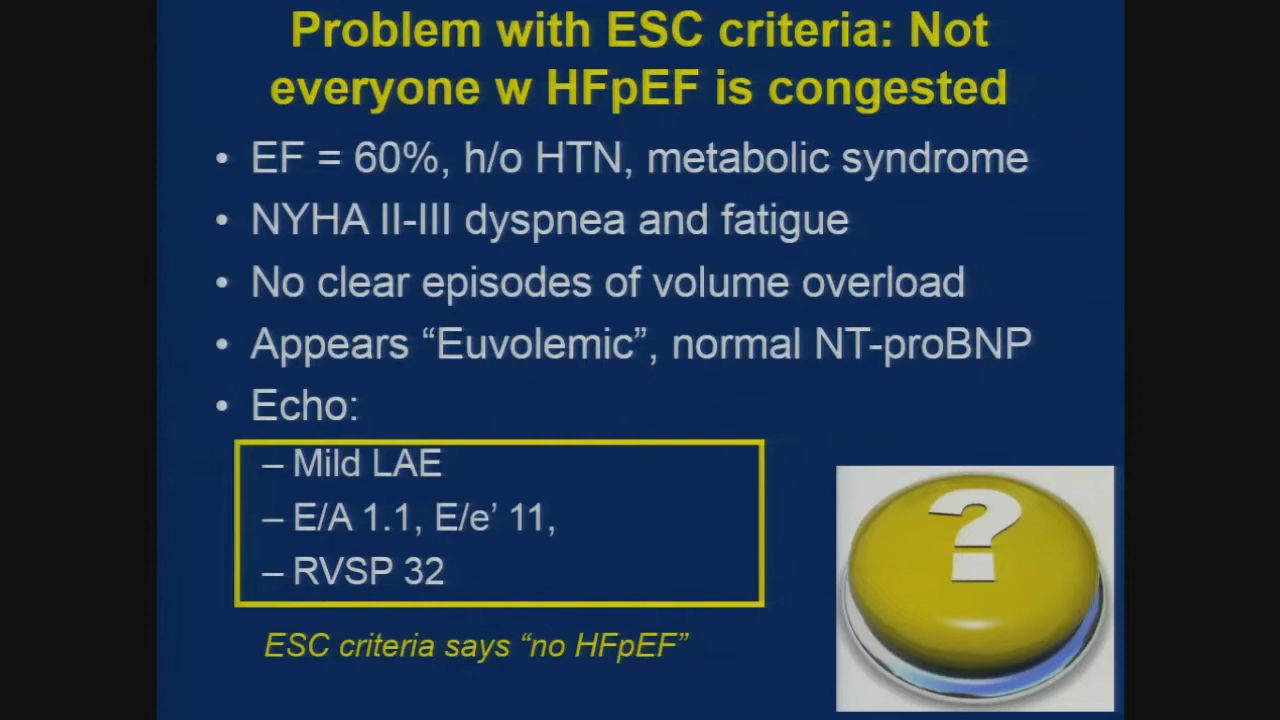 Problem with ESC criteria: Not
everyone w HFpEF is congested
• EF = 60%, h/o HTN, metabolic syndrome
• NYHA II-III dyspnea and fatigue
• No clear episodes of volume overload
• Appears “Euvolemic”, normal NT-proBNP
• Echo:
– Mild LAE
– E/A 1.1, E/e’ 11,
– RVSP 32
ESC criteria says “no HFpEF”
?